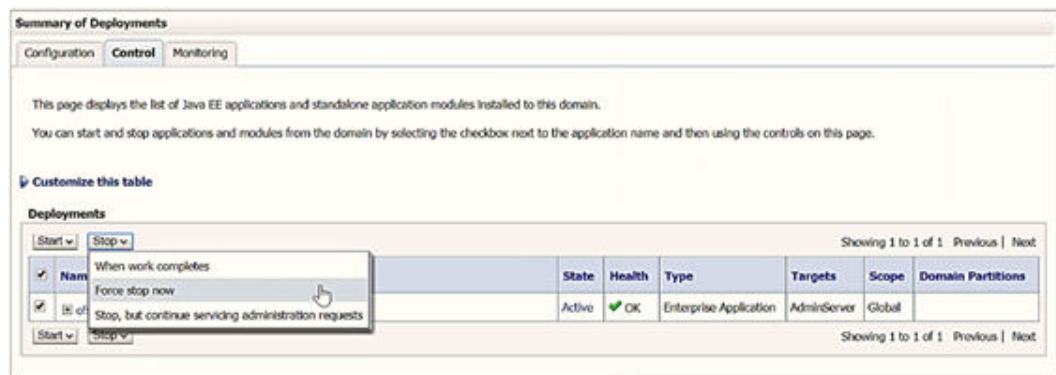 Summary of Deployments
Configuration Control Monitoring
This page displays the list of Java EE applications and standalone application modules installed to this domain.
You can start and stop applications and modules from the domain by selecting the checkbox next to the application name and then using the controls on this page.
Customize this table
Deployments
Start Stop Showing 1 to 1 of 1 Previous | Next
When work completes
Force stop now
Stop, but continue servicing administration requests
Nam State Health Type Targets Scope Domain Partitions
Active OK Enterprise Application AdminServer Global
Start Stop Showing 1 to 1 of 1 Previous | Next